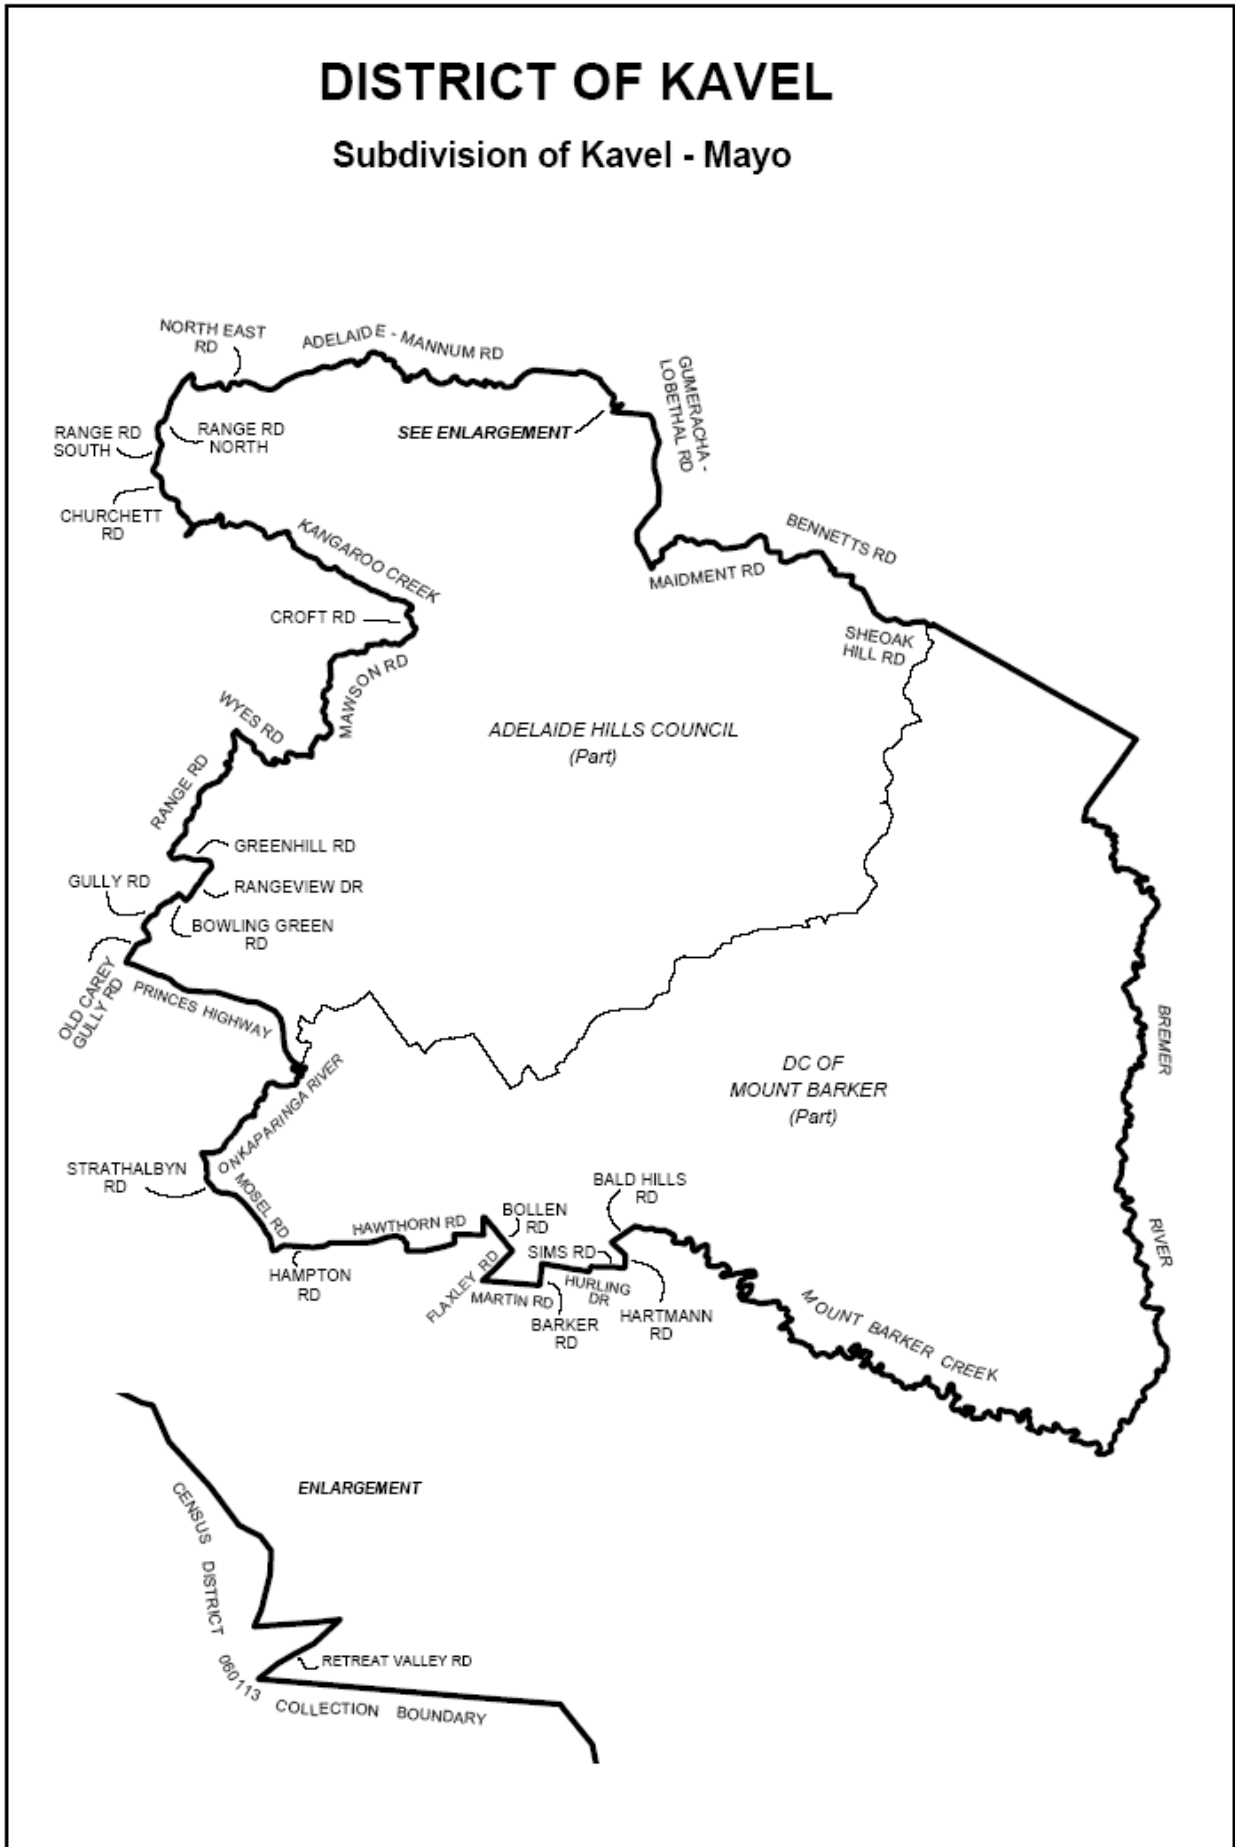 DISTRICT OF KAVEL
Subdivision of Kavel - Mayo
NORTH EAST
RD
ADELAIDE - MANNUM RD
GUMERACHA -
LOBETHAL RD
RANGE RD
SOUTH
RANGE RD
NORTH
SEE ENLARGEMENT
CHURCHETT
RD
KANGAROO CREEK
BENNETTS RD
MAIDMENT RD
CROFT RD
SHEOAK
HILL RD
MAWSON RD
WYES RD
ADELAIDE HILLS COUNCIL
(Part)
RANGE RD
GREENHILL RD
GULLY RD
RANGEVIEW DR
BOWLING GREEN
RD
OLD CAREY
GULLY RD
PRINCES HIGHWAY
BREMER
RIVER
DC OF
MOUNT BARKER
(Part)
ONKAPARINGA RIVER
STRATHALBYN
RD
MOSEL RD
BALD HILLS
RD
HAWTHORN RD
BOLLEN
RD
SIMS RD
HAMPTON
RD
FLAXLEY RD
MARTIN RD
HURLING
DR
BARKER
RD
HARTMANN
RD
MOUNT BARKER CREEK
ENLARGEMENT
CENSUS DISTRICT 060113 COLLECTION BOUNDARY
RETREAT VALLEY RD